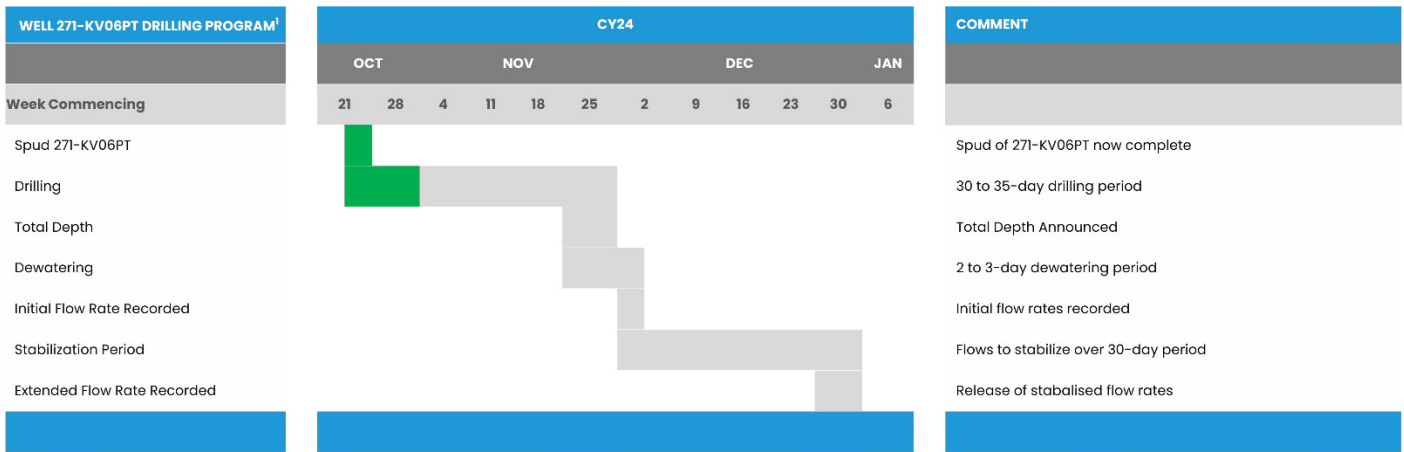 WELL 271-KV06PT DRILLING PROGRAM¹ CY24 COMMENT
OCT NOV DEC JAN
Week Commencing 21 28 4 11 18 25 2 9 16 23 30 6
Spud 271-KV06PT Spud of 271-KV06PT now complete
Drilling 30 to 35-day drilling period
Total Depth Total Depth Announced
Dewatering 2 to 3-day dewatering period
Initial Flow Rate Recorded Initial flow rates recorded
Stabilization Period Flows to stabilize over 30-day period
Extended Flow Rate Recorded Release of stabalised flow rates